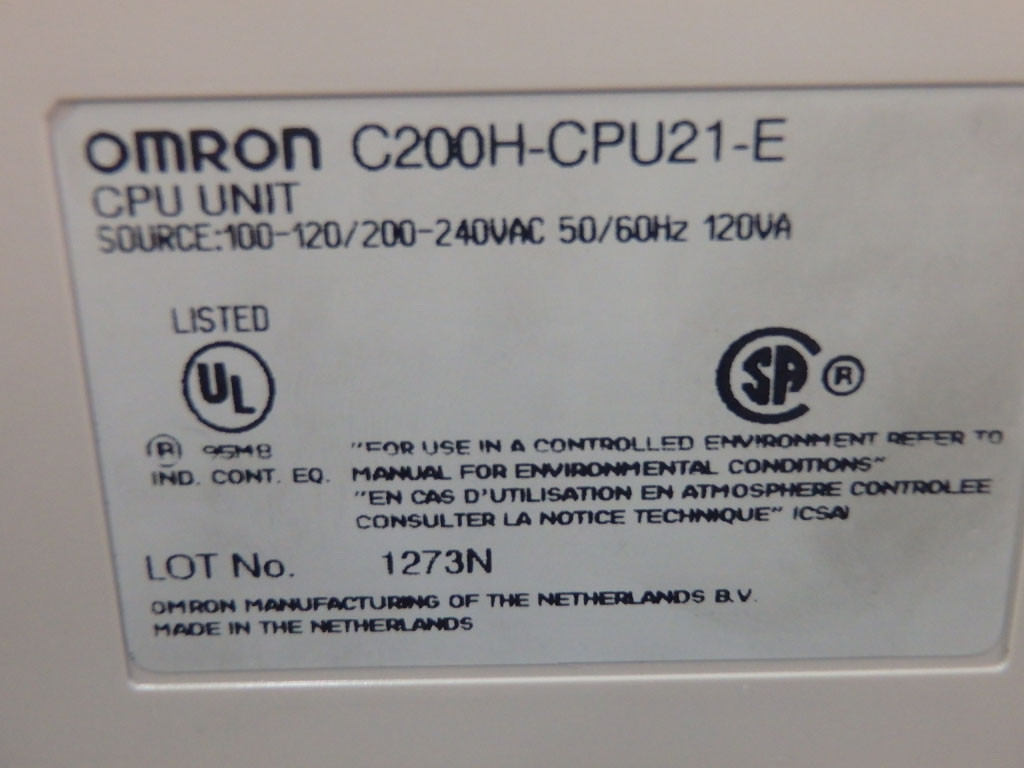 OMRON C200H-CPU21-E
CPU UNIT
SOURCE:100-120/200-240VAC 50/60Hz 120VA
LISTED
UL
SA ®
® 95M8
IND. CONT. EQ.
"FOR USE IN A CONTROLLED ENVIRONMENT REFER TO
MANUAL FOR ENVIRONMENTAL CONDITIONS"
"EN CAS D'UTILISATION EN ATMOSPHERE CONTROLEE
CONSULTER LA NOTICE TECHNIQUE" (CSA)
LOT No. 1273N
OMRON MANUFACTURING OF THE NETHERLANDS B.V.
MADE IN THE NETHERLANDS